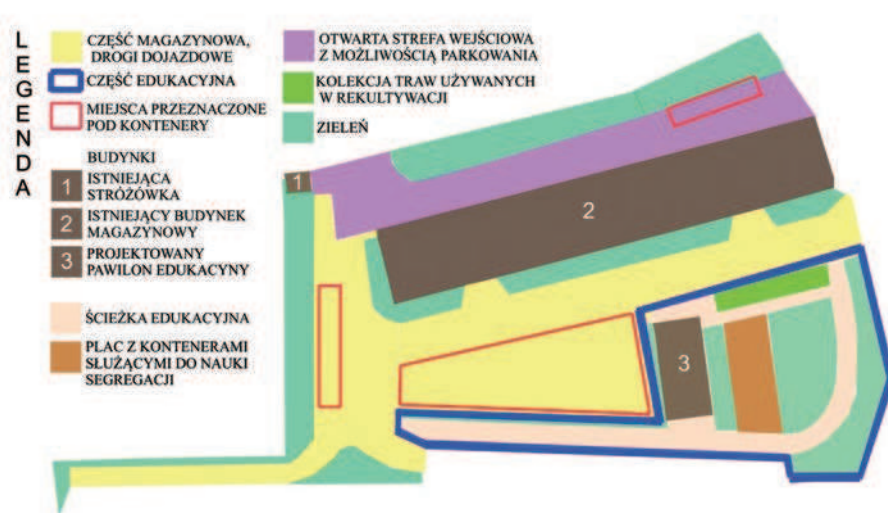 LEGENDA
CZĘŚĆ MAGAZYNOWA,
DROGI DOJAZDOWE
CZĘŚĆ EDUKACYJNA
MIEJSCA PRZEZNACZONE
POD KONTENERY
BUDYNKI
1 ISTNIEJĄCA
STRÓŻÓWKA
2 ISTNIEJĄCY BUDYNEK
MAGAZYNOWY
3 PROJEKTOWANY
PAWILON EDUKACYNY
ŚCIEŻKA EDUKACYJNA
PLAC Z KONTENERAMI
SŁUŻĄCYMI DO NAUKI
SEGREGACJI
OTWARTA STREFA WEJŚCIOWA
Z MOŻLIWOŚCIĄ PARKOWANIA
KOLEKCJA TRAW UŻYWANYCH
W REKULTYWACJI
ZIELEŃ
1
2
3